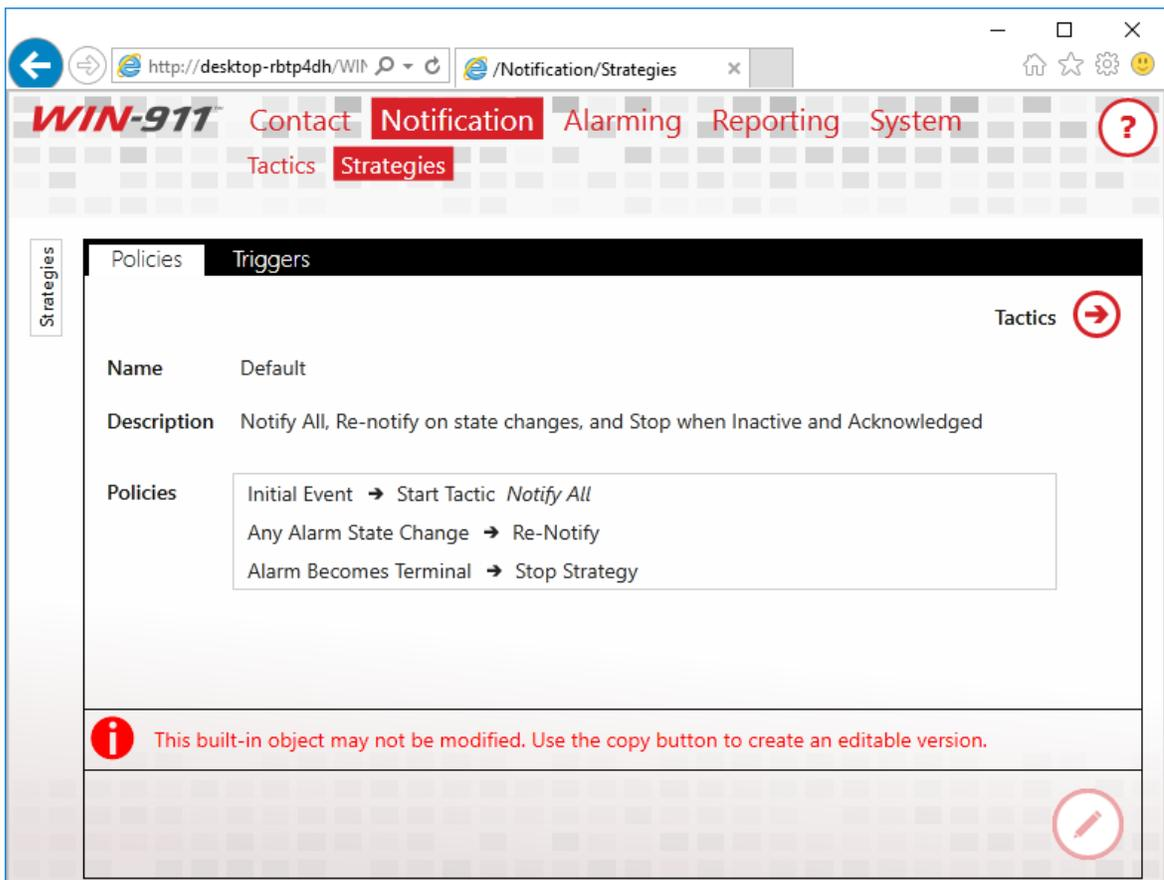 http://desktop-rbtp4dh/WIN
/Notification/Strategies
WIN-911™ Contact Notification Alarming Reporting System ?
Tactics Strategies
Strategies
Policies Triggers
Tactics
Name Default
Description Notify All, Re-notify on state changes, and Stop when Inactive and Acknowledged
Policies Initial Event → Start Tactic Notify All
Any Alarm State Change → Re-Notify
Alarm Becomes Terminal → Stop Strategy
This built-in object may not be modified. Use the copy button to create an editable version.